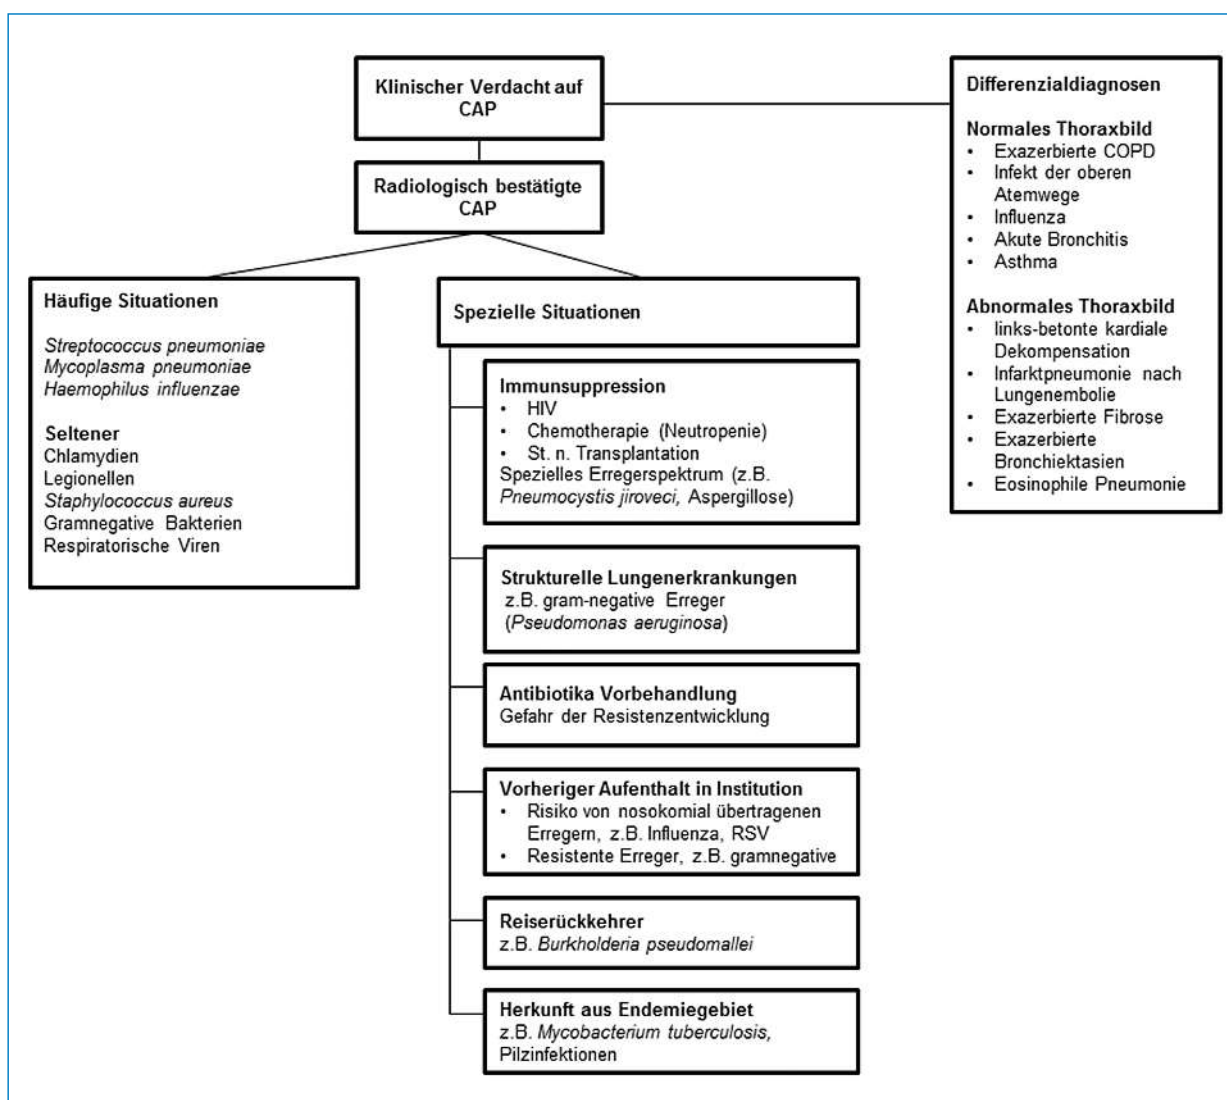 Klinischer Verdacht auf
CAP
Radiologisch bestätigte
CAP
Differenzialdiagnosen
Normales Thoraxbild
• Exazerbierte COPD
• Infekt der oberen
Atemwege
• Influenza
• Akute Bronchitis
• Asthma
Abnormales Thoraxbild
• links-betonte kardiale
Dekompensation
• Infarktpneumonie nach
Lungenembolie
• Exazerbierte Fibrose
• Exazerbierte
Bronchiektasien
• Eosinophile Pneumonie
Häufige Situationen
Streptococcus pneumoniae
Mycoplasma pneumoniae
Haemophilus influenzae
Seltener
Chlamydien
Legionellen
Staphylococcus aureus
Gramnegative Bakterien
Respiratorische Viren
Spezielle Situationen
Immunsuppression
• HIV
• Chemotherapie (Neutropenie)
• St. n. Transplantation
Spezielles Erregerspektrum (z.B.
Pneumocystis jiroveci, Aspergillose)
Strukturelle Lungenerkrankungen
z.B. gram-negative Erreger
(Pseudomonas aeruginosa)
Antibiotika Vorbehandlung
Gefahr der Resistenzentwicklung
Vorheriger Aufenthalt in Institution
• Risiko von nosokomial übertragenen
Erregern, z.B. Influenza, RSV
• Resistente Erreger, z.B. gramnegative
Reiserückkehrer
z.B. Burkholderia pseudomallei
Herkunft aus Endemiegebiet
z.B. Mycobacterium tuberculosis,
Pilzinfektionen